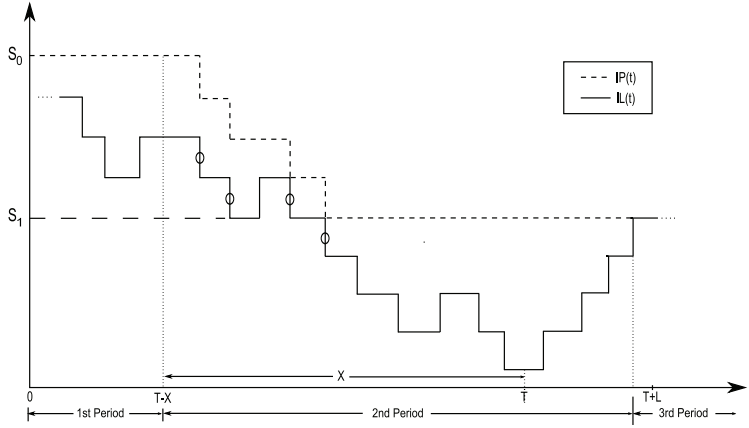 S0
IP(t)
IL(t)
S1
X
0
T-X
T
T+L
1st Period
2nd Period
3rd Period